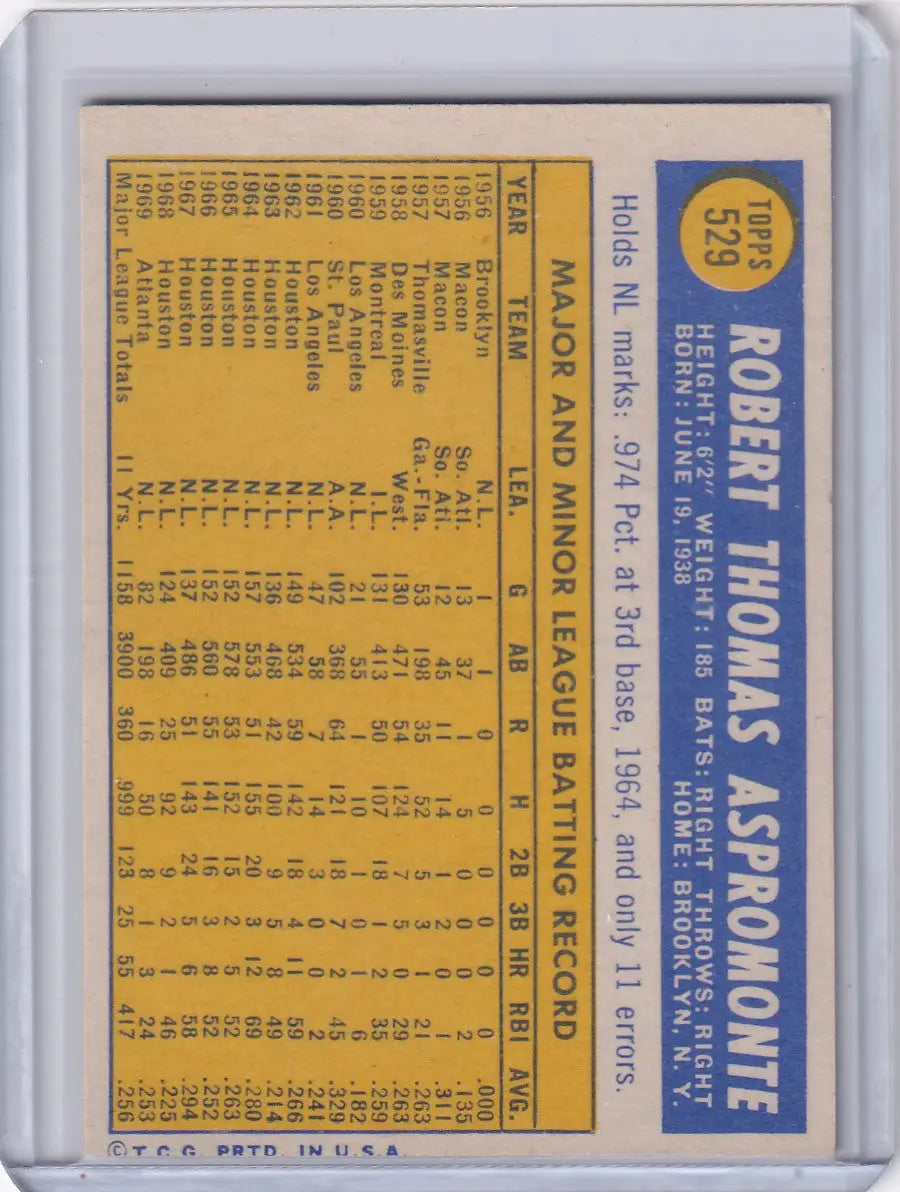 TOPPS
529
ROBERT THOMAS ASPROMONTE
HEIGHT: 6'2" WEIGHT: 185 BATS: RIGHT THROWS: RIGHT
BORN: JUNE 19, 1938 HOME: BROOKLYN, N. Y.
Holds NL marks: .974 Pct. at 3rd base, 1964, and only 11 errors.
MAJOR AND MINOR LEAGUE BATTING RECORD
YEAR TEAM LEA. G AB R H 2B 3B HR RBI AVG.
1956 Brooklyn N.L. 1 1 0 0 0 0 0 0 .000
1956 Macon So. Atl. 13 37 1 5 0 0 0 2 .135
1957 Macon So. Atl. 12 45 11 14 1 2 0 1 .311
1957 Thomasville Ga.-Fla. 53 198 35 52 5 3 1 21 .263
1958 Des Moines West. 130 471 54 124 7 5 0 29 .263
1959 Montreal I.L. 131 413 50 107 18 1 2 35 .259
1960 Los Angeles N.L. 21 55 1 10 1 0 1 6 .182
1960 St. Paul A.A. 102 368 64 121 18 7 2 45 .329
1961 Los Angeles N.L. 47 58 7 14 3 0 0 2 .241
1962 Houston N.L. 149 534 59 142 18 4 11 59 .266
1963 Houston N.L. 136 468 42 100 9 5 8 49 .214
1964 Houston N.L. 157 553 51 155 20 3 12 69 .280
1965 Houston N.L. 152 578 53 152 15 2 5 52 .263
1966 Houston N.L. 152 560 55 141 16 3 8 52 .252
1967 Houston N.L. 137 486 51 143 24 5 6 58 .294
1968 Houston N.L. 124 409 25 92 9 2 1 46 .225
1969 Atlanta N.L. 82 198 16 50 8 1 3 24 .253
Major League Totals 11 Yrs. 1158 3900 360 999 123 25 55 417 .256
© T. C. G. PRTD. IN U.S.A.